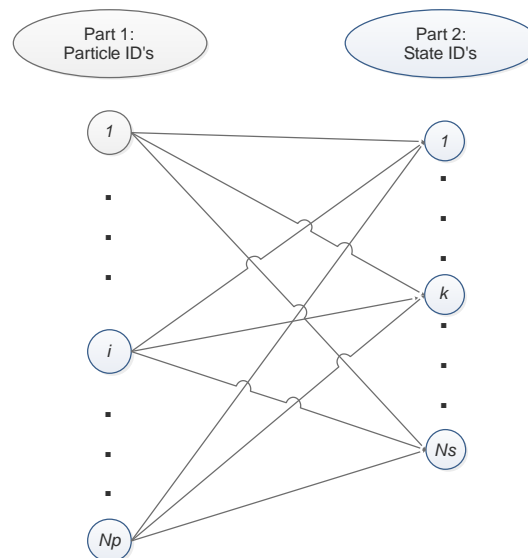 Part 1:
Particle ID's
Part 2:
State ID's
1
1
k
i
Ns
Np